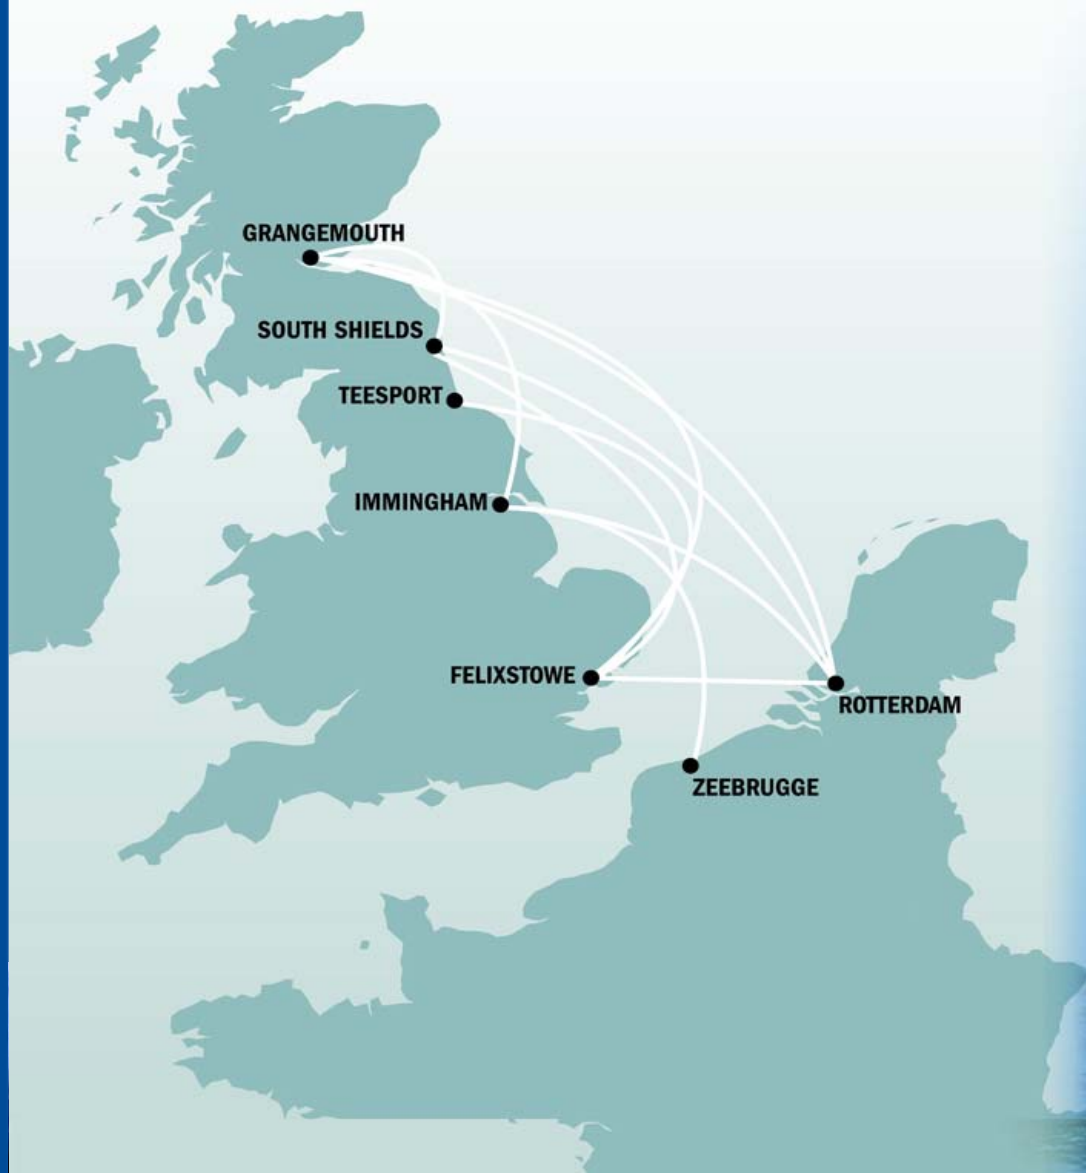 GRANGEMOUTH
SOUTH SHIELDS
TEESPORT
IMMINGHAM
FELIXSTOWE
ROTTERDAM
ZEEBRUGGE